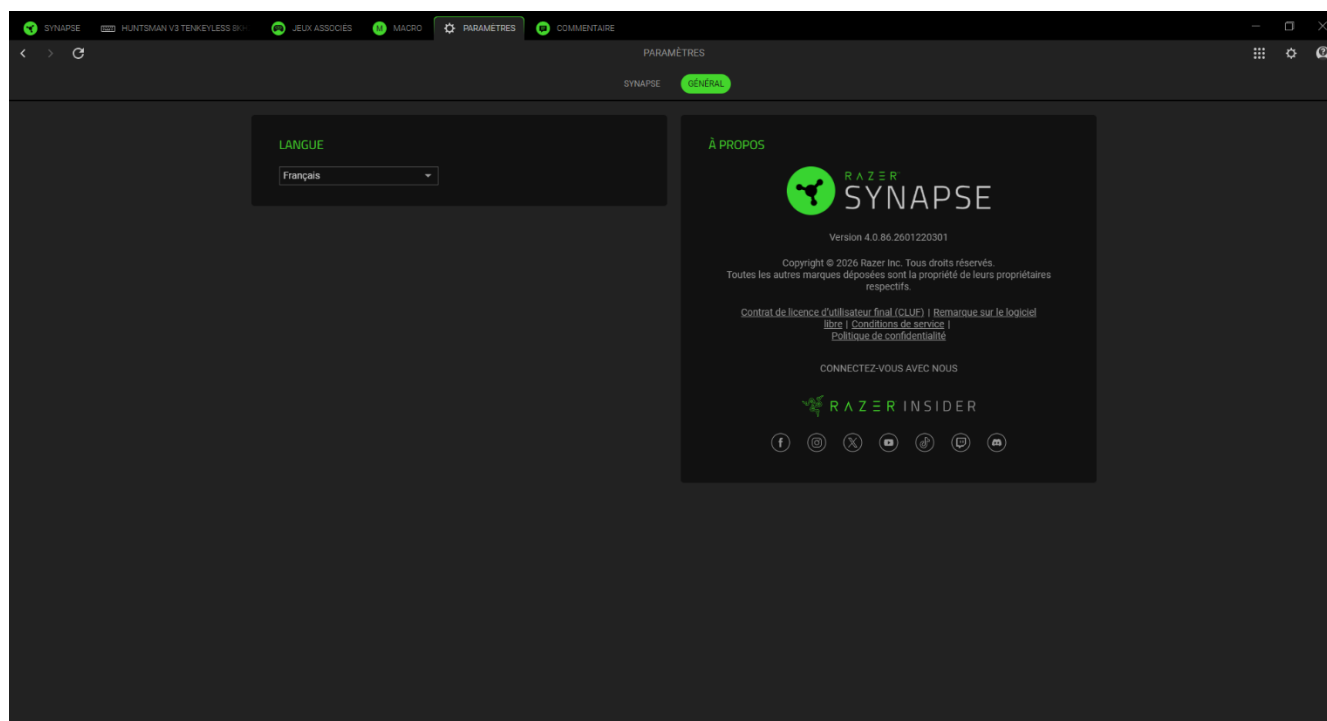 SYNAPSE
HUNTSMAN V3 TENKEYLESS 8KH
JEUX ASSOCIÉS
M
MACRO
PARAMÈTRES
COMMENTAIRE
PARAMÈTRES
SYNAPSE
GÉNÉRAL
LANGUE
Français
À PROPOS
RAZER
SYNAPSE
Version 4.0.86.2601220301
Copyright © 2026 Razer Inc. Tous droits réservés.
Toutes les autres marques déposées sont la propriété de leurs propriétaires
respectifs.
Contrat de licence d'utilisateur final (CLUF) | Remarque sur le logiciel
libre | Conditions de service |
Politique de confidentialité
CONNECTEZ-VOUS AVEC NOUS
RAZER INSIDER